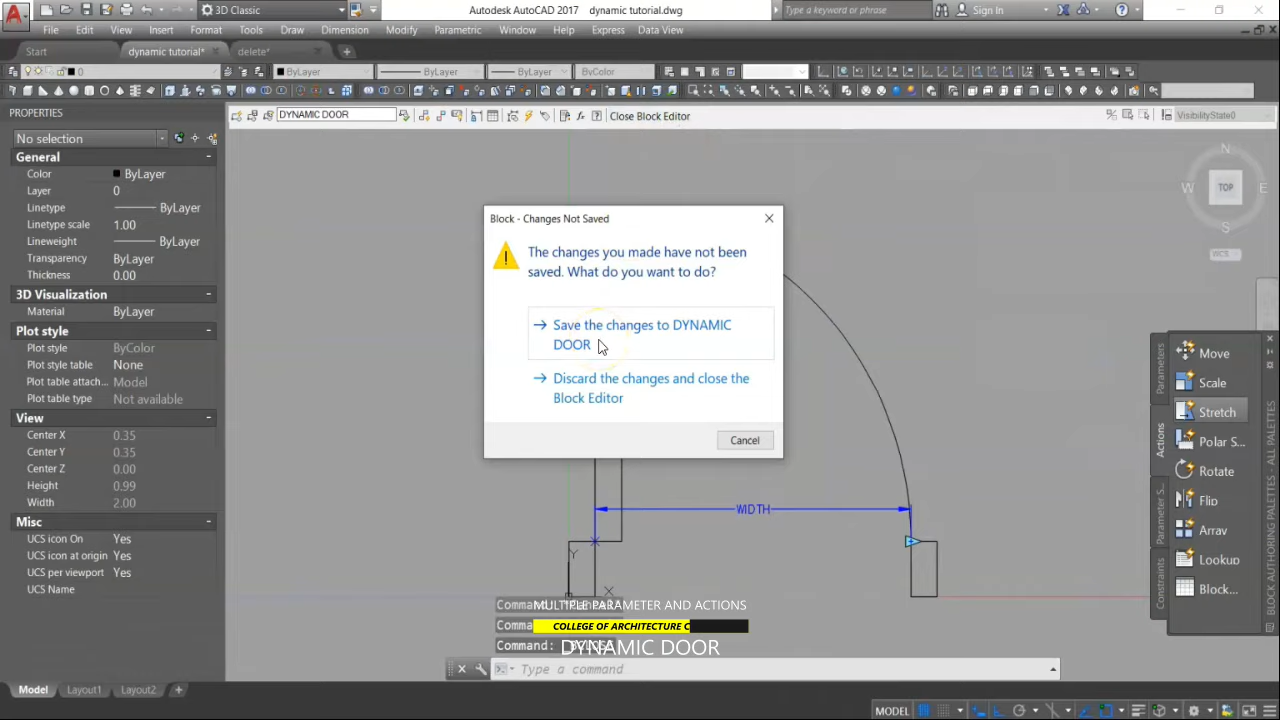 3D Classic
Autodesk AutoCAD 2017 dynamic tutorial.dwg
Type a keyword or phrase
Sign In
File Edit View Insert Format Tools Draw Dimension Modify Parametric Window Help Express Data View
Start dynamic tutorial* delete*
0 ByLayer ByLayer ByLayer ByColor
PROPERTIES
DYNAMIC DOOR
Close Block Editor
VisibilityState0
No selection
General
Color ByLayer
Layer 0
Linetype ByLayer
Linetype scale 1.00
Lineweight ByLayer
Transparency ByLayer
Thickness 0.00
3D Visualization
Material ByLayer
Plot style
Plot style ByColor
Plot style table None
Plot table attach... Model
Plot table type Not available
View
Center X 0.35
Center Y 0.35
Center Z 0.00
Height 0.99
Width 2.00
Misc
UCS icon On Yes
UCS icon at origin Yes
UCS per viewport Yes
UCS Name
Block - Changes Not Saved
The changes you made have not been
saved. What do you want to do?
Save the changes to DYNAMIC
DOOR
Discard the changes and close the
Block Editor
Cancel
N
W TOP E
S
WCS
WIDTH
Y
X
Parameters
Actions
Parameter S...
Constraints
Move
Scale
Stretch
Polar S...
Rotate
Flip
Array
Lookup
Block...
BLOCK AUTHORING PALETTES - ALL PALETTES
MULTIPLE PARAMETER AND ACTIONS
COLLEGE OF ARCHITECTURE C
Command:
DYNAMIC DOOR
Type a command
Model Layout1 Layout2
MODEL